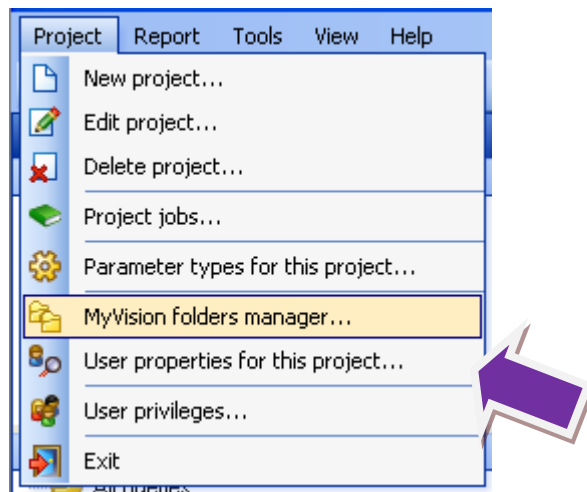 Project Report Tools View Help
New project...
Edit project...
Delete project...
Project jobs...
Parameter types for this project...
MyVision folders manager...
User properties for this project...
User privileges...
Exit